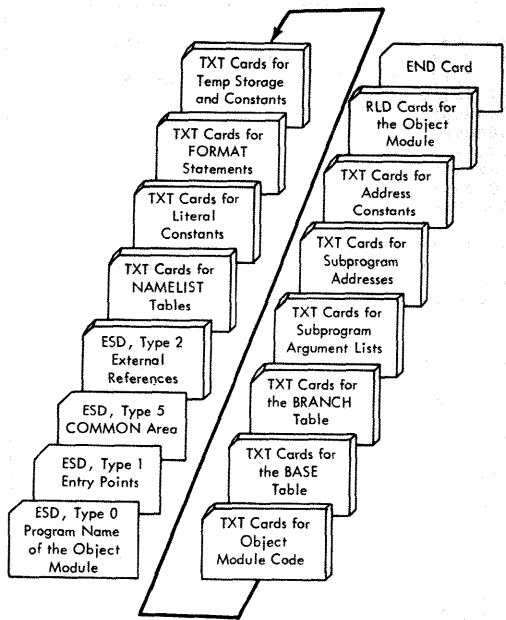 TXT Cards for
Temp Storage
and Constants
TXT Cards for
FORMAT
Statements
TXT Cards for
Literal
Constants
TXT Cards for
NAMELIST
Tables
ESD, Type 2
External
References
ESD, Type 5
COMMON Area
ESD, Type 1
Entry Points
ESD, Type 0
Program Name
of the Object
Module
END Card
RLD Cards for
the Object
Module
TXT Cards for
Address
Constants
TXT Cards for
Subprogram
Addresses
TXT Cards for
Subprogram
Argument Lists
TXT Cards for
the BRANCH
Table
TXT Cards for
the BASE
Table
TXT Cards for
Object
Module Code